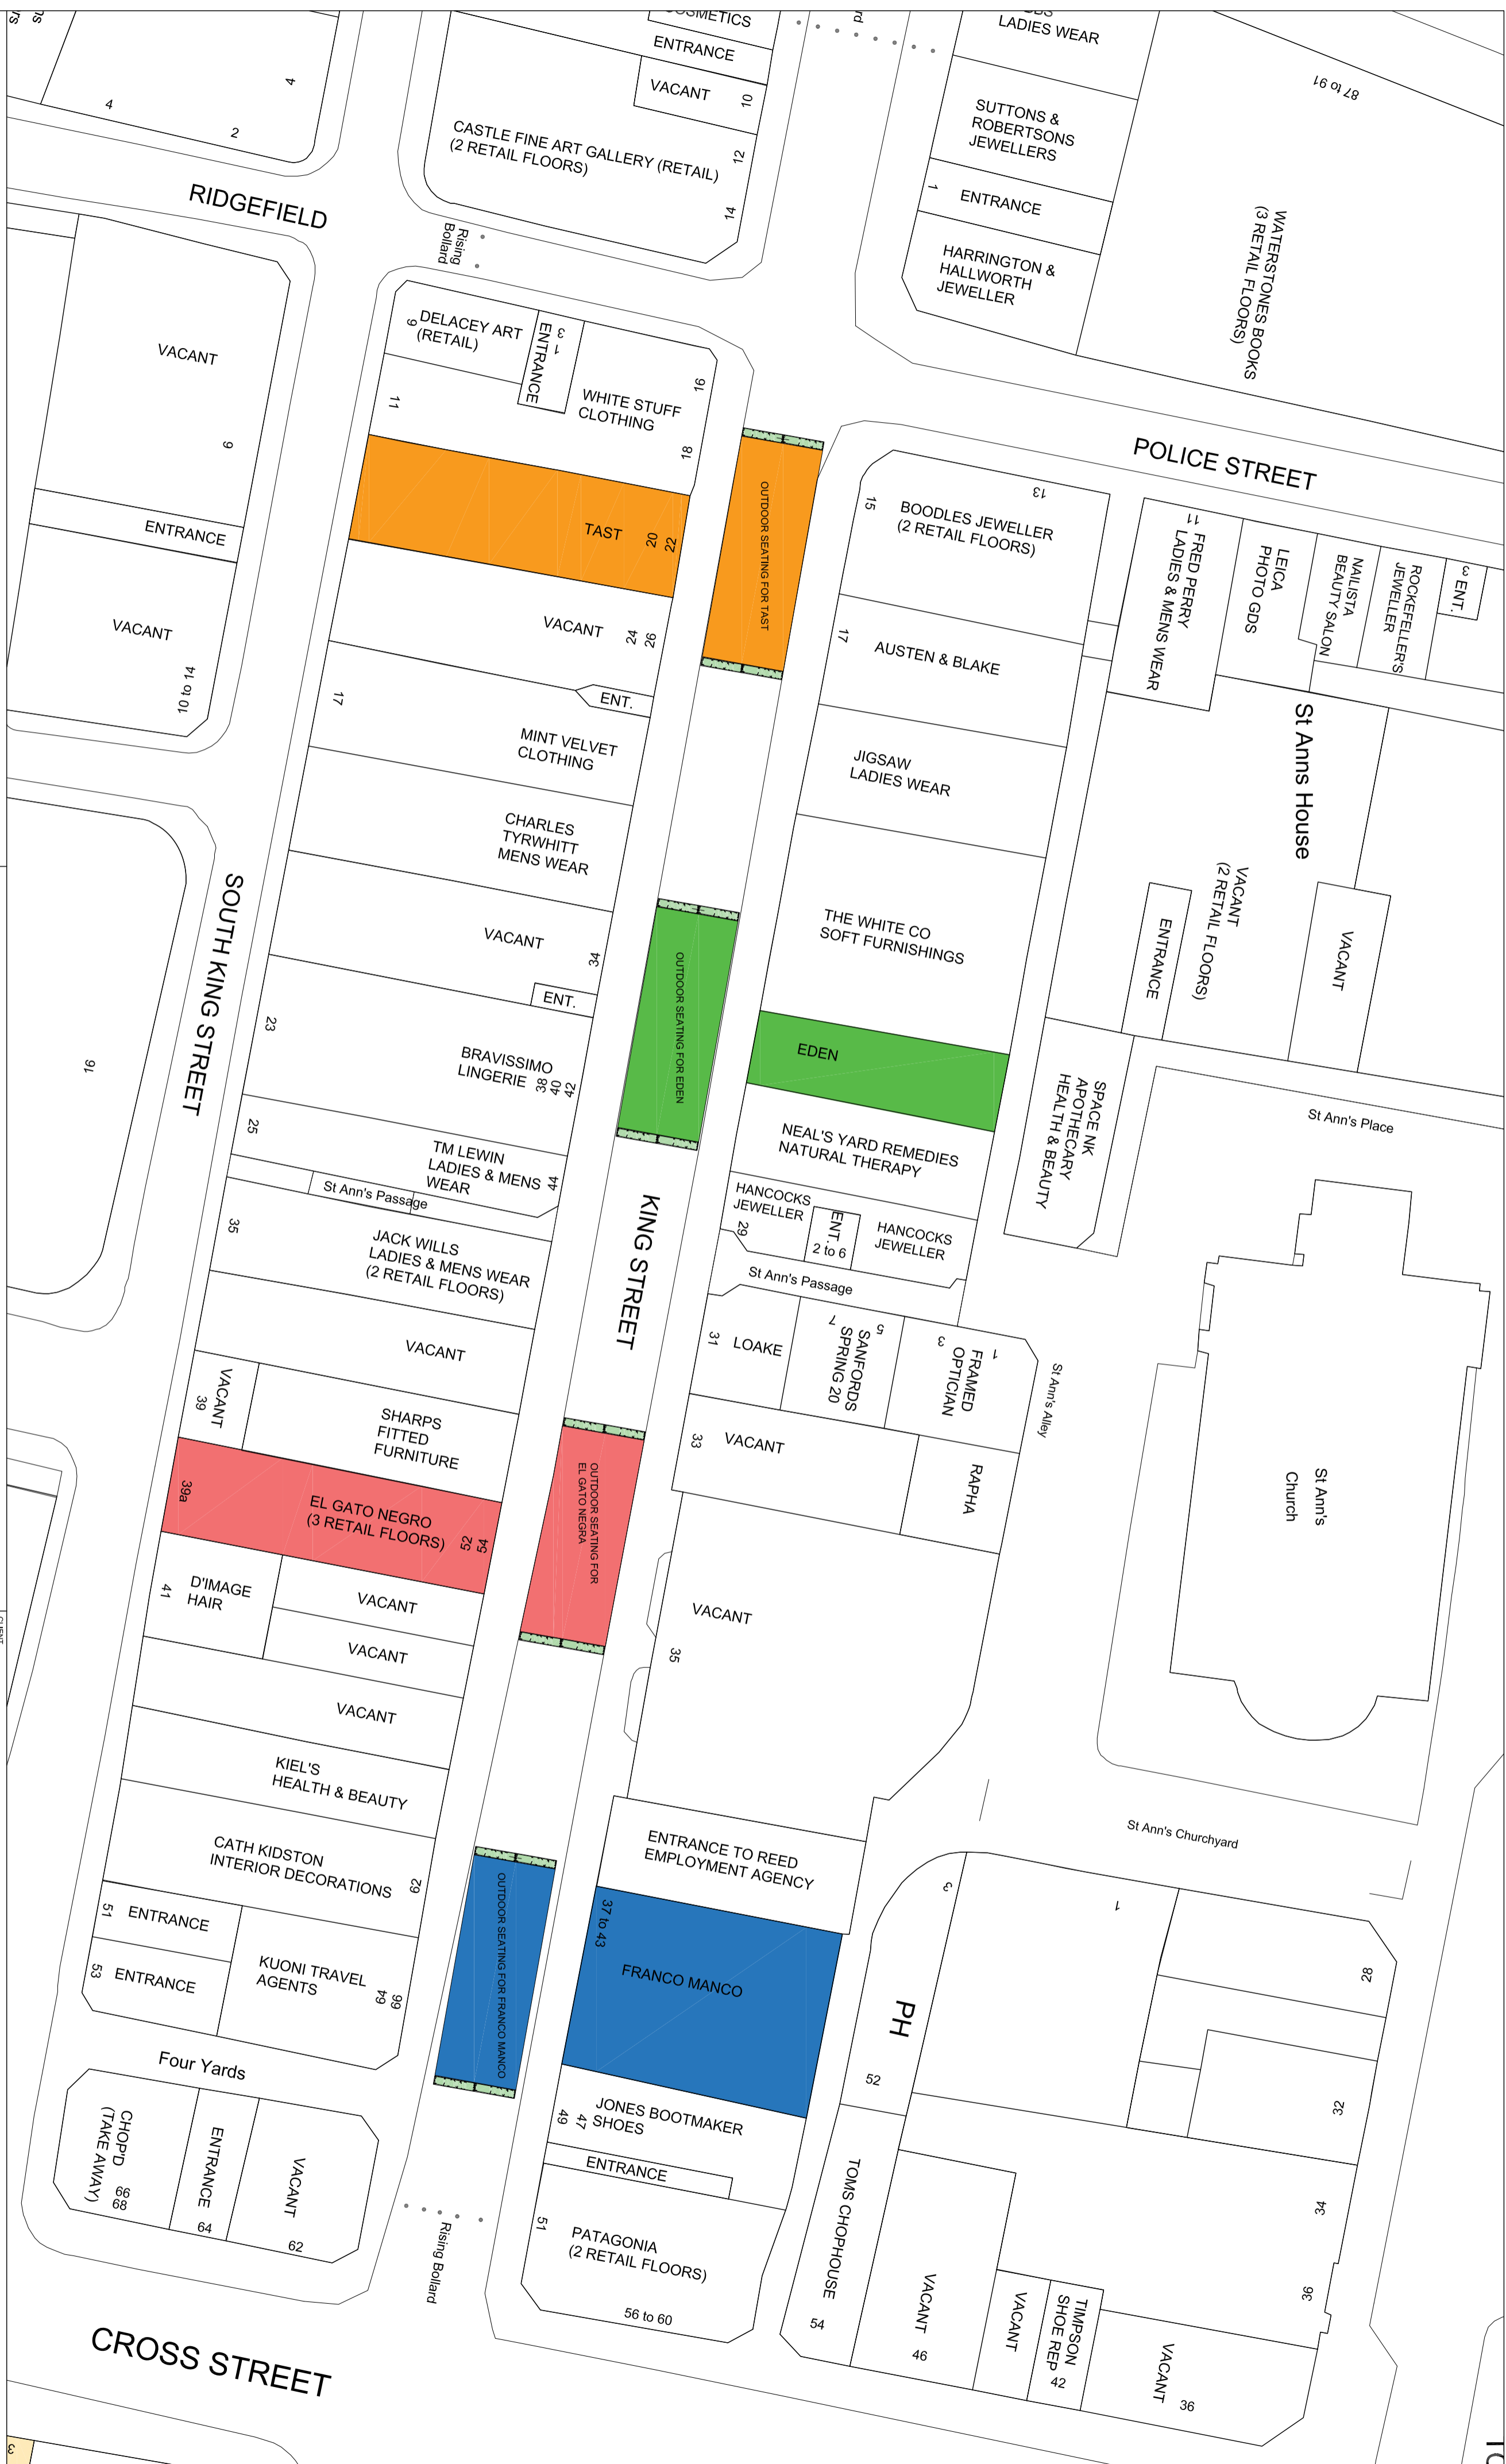 COSMETICS
ENTRANCE
VACANT
10
CASTLE FINE ART GALLERY (RETAIL)
(2 RETAIL FLOORS)
12
14
4
4
2
RIDGEFIELD
Rising
Bollard
LADIES WEAR
SUTTONS &
ROBERTSONS
JEWELLERS
1
ENTRANCE
HARRINGTON &
HALLWORTH
JEWELLER
87 to 91
WATERSTONES BOOKS
(3 RETAIL FLOORS)
POLICE STREET
VACANT
6
ENTRANCE
VACANT
10 to 14
16
SOUTH KING STREET
DELACEY ART
(RETAIL)
9
3
1
ENTRANCE
WHITE STUFF
CLOTHING
16
18
11
TAST
20
22
VACANT
24
26
ENT.
17
MINT VELVET
CLOTHING
CHARLES
TYRWHITT
MENS WEAR
VACANT
34
ENT.
23
BRAVISSIMO
LINGERIE
38
40
42
25
TM LEWIN
LADIES & MENS
WEAR
44
St Ann's Passage
35
JACK WILLS
LADIES & MENS WEAR
(2 RETAIL FLOORS)
VACANT
VACANT
39
SHARPS
FITTED
FURNITURE
39a
EL GATO NEGRO
(3 RETAIL FLOORS)
52
54
41
D'IMAGE
HAIR
VACANT
VACANT
VACANT
KIEL'S
HEALTH & BEAUTY
CATH KIDSTON
INTERIOR DECORATIONS
62
51
ENTRANCE
53
ENTRANCE
KUONI TRAVEL
AGENTS
64
66
Four Yards
CHOP'D
(TAKE AWAY)
66
68
ENTRANCE
64
VACANT
62
CROSS STREET
3
OUTDOOR SEATING FOR TAST
OUTDOOR SEATING FOR EDEN
KING STREET
OUTDOOR SEATING FOR
EL GATO NEGRA
OUTDOOR SEATING FOR FRANCO MANCO
Rising Bollard
BOODLES JEWELLER
(2 RETAIL FLOORS)
13
15
17
AUSTEN & BLAKE
JIGSAW
LADIES WEAR
THE WHITE CO
SOFT FURNISHINGS
EDEN
NEAL'S YARD REMEDIES
NATURAL THERAPY
HANCOCKS
JEWELLER
29
ENT.
2 to 6
HANCOCKS
JEWELLER
St Ann's Passage
31
LOAKE
7
5
SANFORDS
SPRING 20
3
1
FRAMED
OPTICIAN
St Ann's Alley
33
VACANT
RAPHA
VACANT
35
ENTRANCE TO REED
EMPLOYMENT AGENCY
37 to 43
FRANCO MANCO
JONES BOOTMAKER
SHOES
47
49
ENTRANCE
51
PATAGONIA
(2 RETAIL FLOORS)
56 to 60
11
FRED PERRY
LADIES & MENS WEAR
LEICA
PHOTO GDS
NAILISTA
BEAUTY SALON
ROCKEFELLER'S
JEWELLER
3
ENT.
St Anns House
VACANT
(2 RETAIL FLOORS)
ENTRANCE
VACANT
SPACE NK
APOTHECARY
HEALTH & BEAUTY
St Ann's Place
St Ann's
Church
St Ann's Churchyard
3
1
28
32
34
36
PH
52
TOMS CHOPHOUSE
54
VACANT
46
VACANT
TIMPSON
SHOE REP
42
VACANT
36